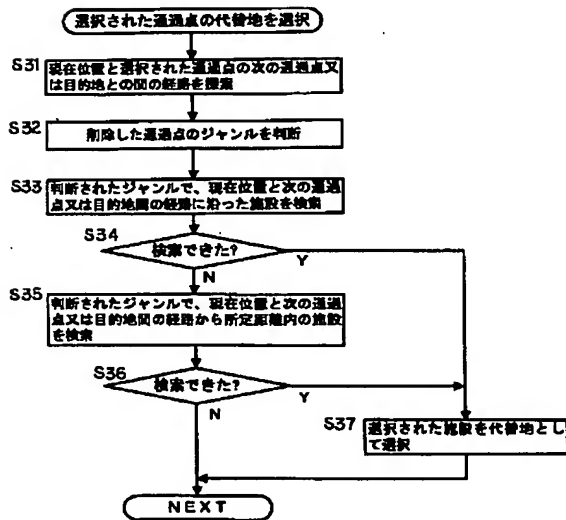 選択された通過点の代替地を選択
S31
現在位置と選択された通過点の次の通過点又
は目的地との間の経路を探索
S32
削除した通過点のジャンルを判断
S33
判断されたジャンルで、現在位置と次の通過
点又は目的地間の経路に沿った施設を検索
S34
検索できた?
Y
N
S35
判断されたジャンルで、現在位置と次の通過
点又は目的地間の経路から所定距離内の施設
を検索
S36
検索できた?
Y
N
S37
選択された施設を代替地とし
て選択
NEXT